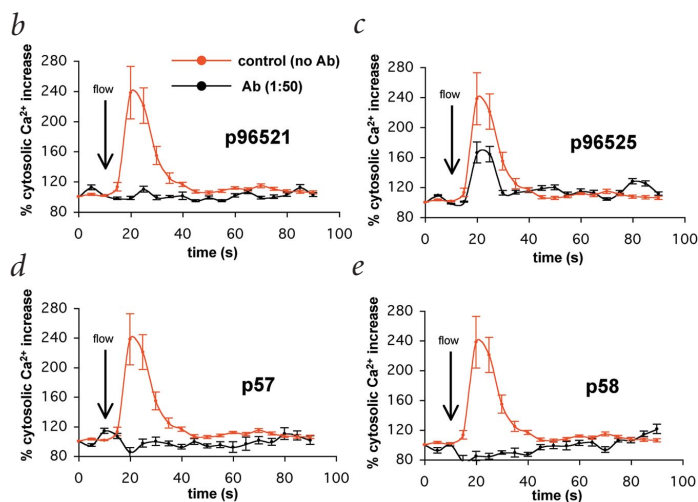 b
% cytosolic Ca²⁺ increase
280
240
200
160
120
80
flow
control (no Ab)
Ab (1:50)
p96521
0 20 40 60 80 100
time (s)
c
% cytosolic Ca²⁺ increase
280
240
200
160
120
80
flow
p96525
0 20 40 60 80 100
time (s)
d
% cytosolic Ca²⁺ increase
280
240
200
160
120
80
flow
p57
0 20 40 60 80 100
time (s)
e
% cytosolic Ca²⁺ increase
280
240
200
160
120
80
flow
p58
0 20 40 60 80 100
time (s)